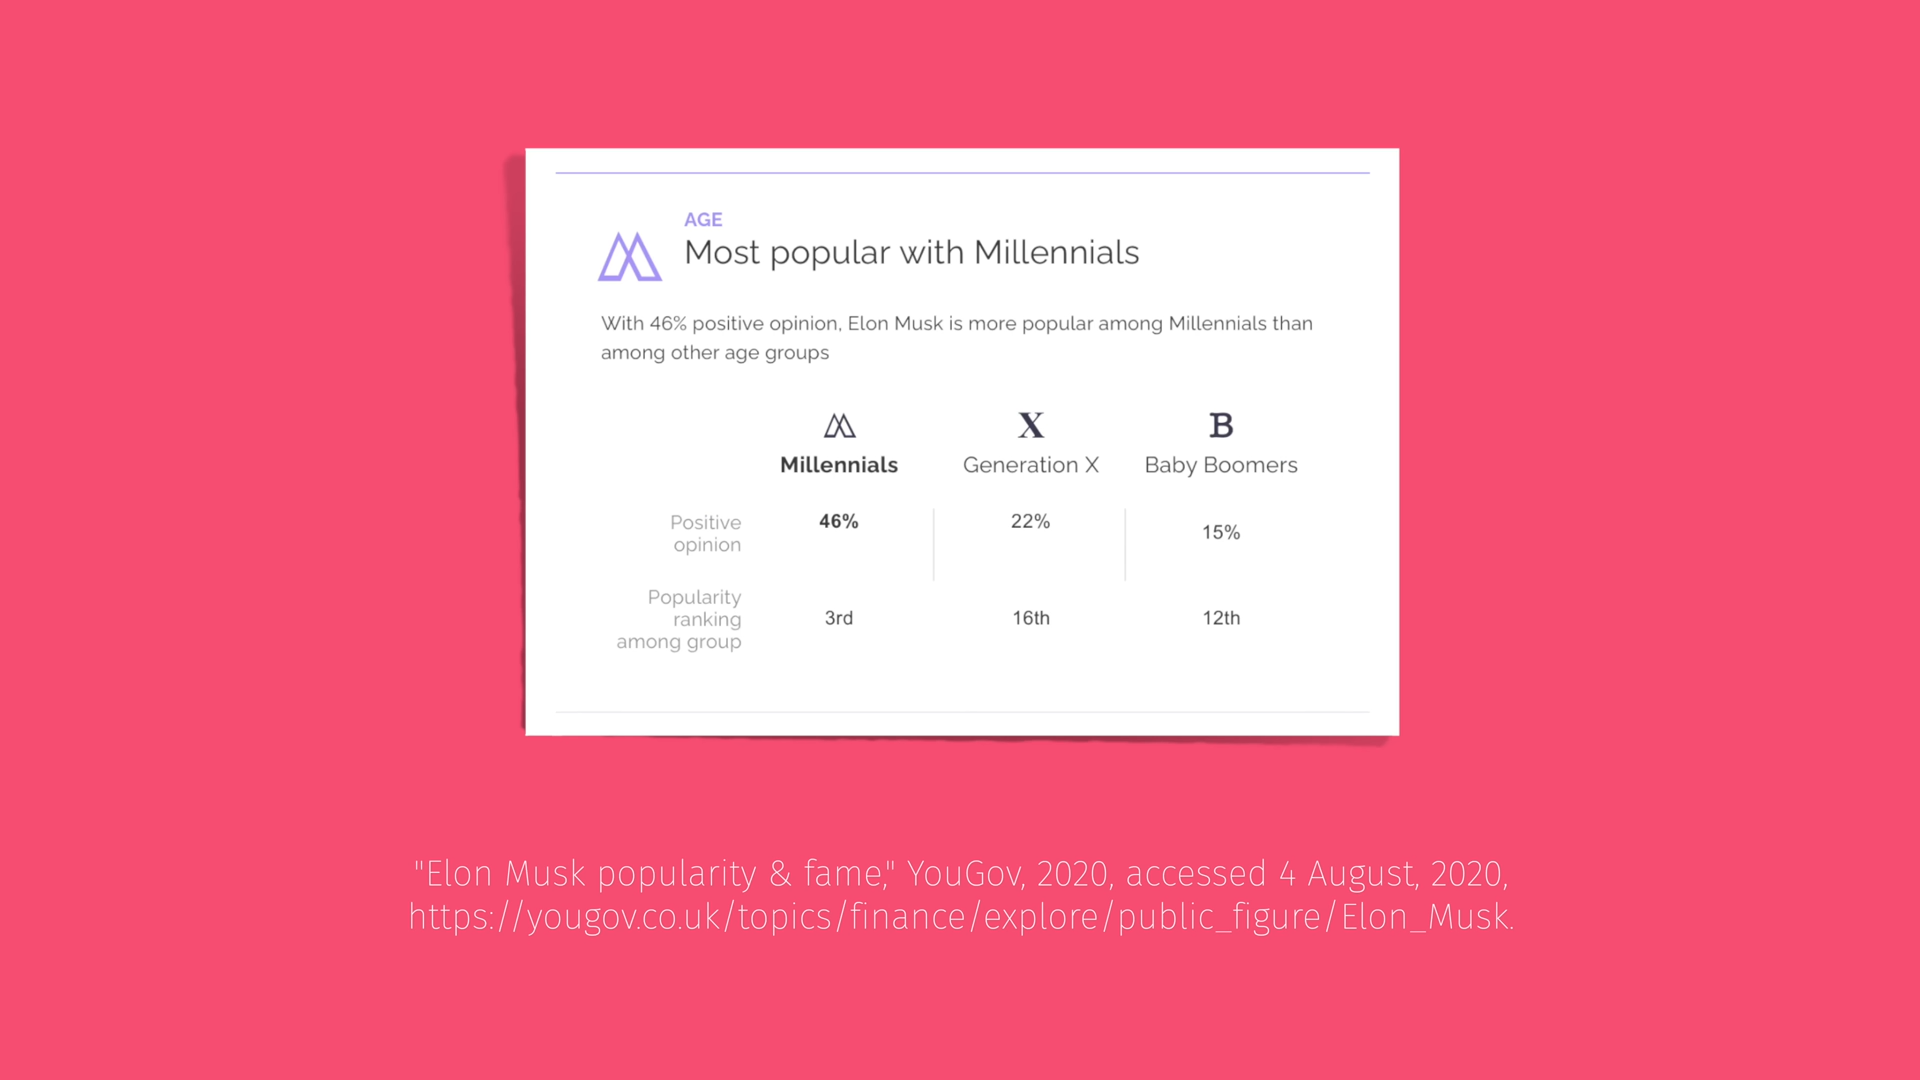 AGE
Most popular with Millennials
With 46% positive opinion, Elon Musk is more popular among Millennials than
among other age groups
X B
Millennials Generation X Baby Boomers
Positive
opinion
46% 22% 15%
Popularity
ranking
among group
3rd 16th 12th
"Elon Musk popularity & fame," YouGov, 2020, accessed 4 August, 2020,
https://yougov.co.uk/topics/finance/explore/public_figure/Elon_Musk.